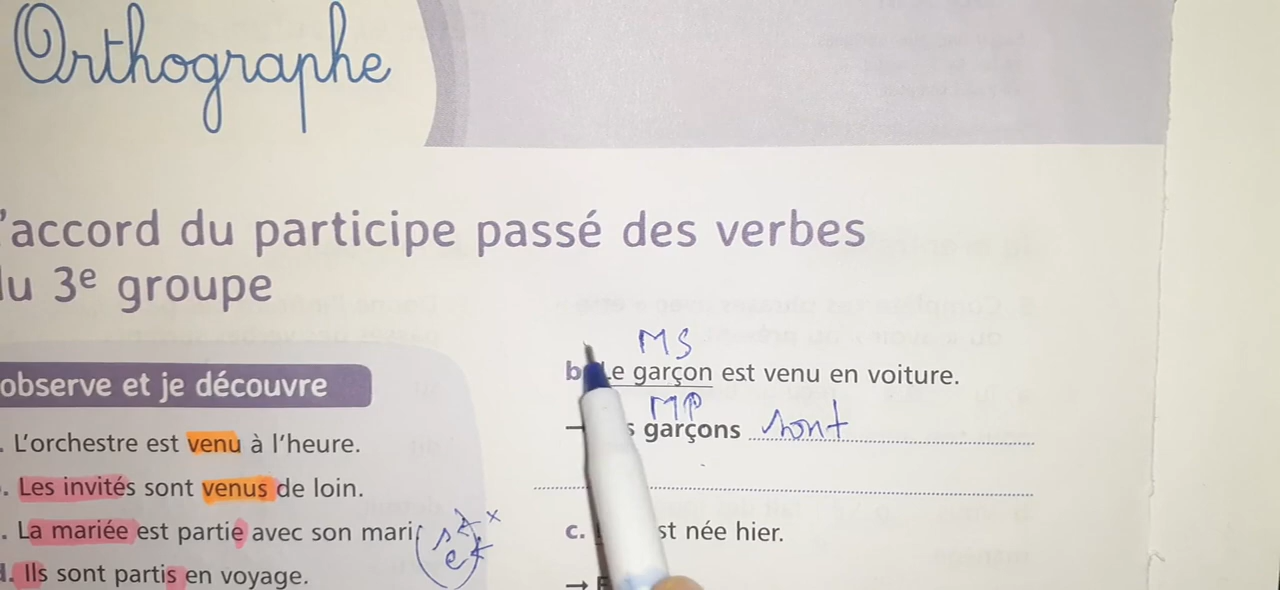 Orthographe
'accord du participe passé des verbes
du 3e groupe
observe et je découvre
. L'orchestre est venu à l'heure.
. Les invités sont venus de loin.
. La mariée est partie avec son mari
d. Ils sont partis en voyage.
MS
b. Le garçon est venu en voiture.
MP
→ s garçons sont
c. st née hier.
→